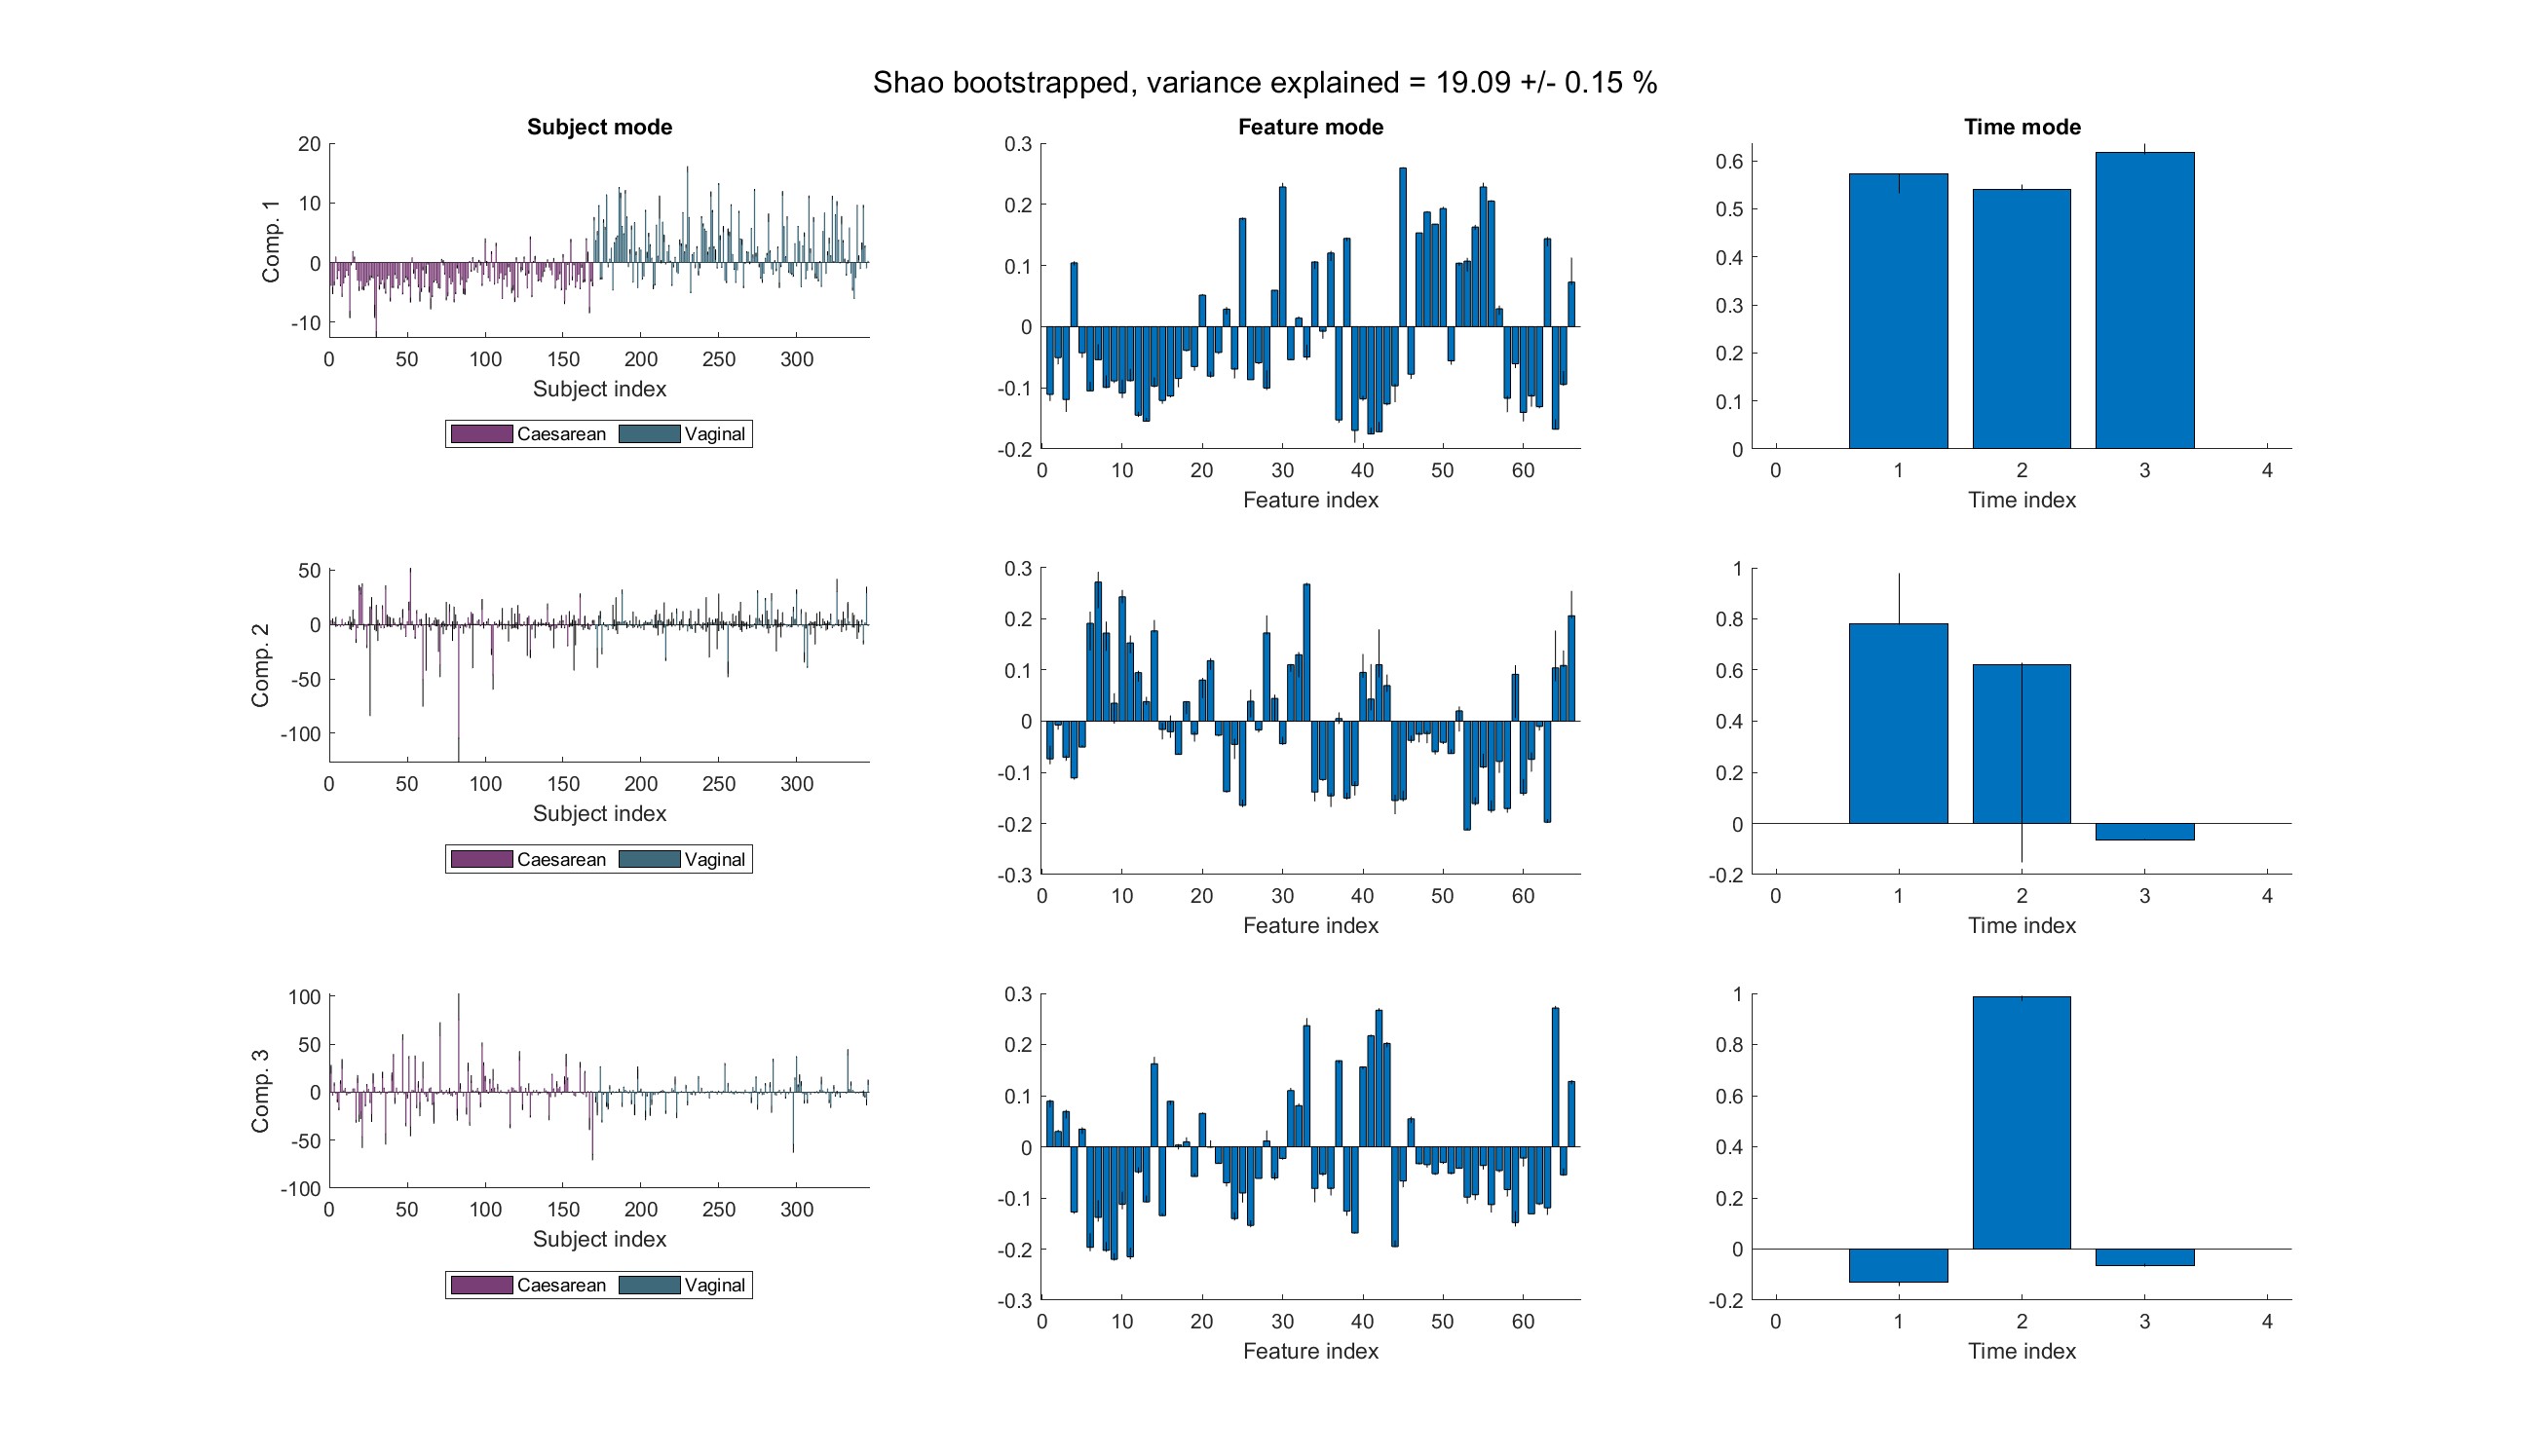 Shao bootstrapped, variance explained = 19.09 +/- 0.15 %
Subject mode
Feature mode
Time mode
Comp. 1
20
10
0
-10
0 50 100 150 200 250 300
Subject index
Caesarean Vaginal
0.3
0.2
0.1
0
-0.1
-0.2
0 10 20 30 40 50 60
Feature index
0.6
0.5
0.4
0.3
0.2
0.1
0
0 1 2 3 4
Time index
Comp. 2
50
0
-50
-100
0 50 100 150 200 250 300
Subject index
Caesarean Vaginal
0.3
0.2
0.1
0
-0.1
-0.2
-0.3
0 10 20 30 40 50 60
Feature index
1
0.8
0.6
0.4
0.2
0
-0.2
0 1 2 3 4
Time index
Comp. 3
100
50
0
-50
-100
0 50 100 150 200 250 300
Subject index
Caesarean Vaginal
0.3
0.2
0.1
0
-0.1
-0.2
-0.3
0 10 20 30 40 50 60
Feature index
1
0.8
0.6
0.4
0.2
0
-0.2
0 1 2 3 4
Time index